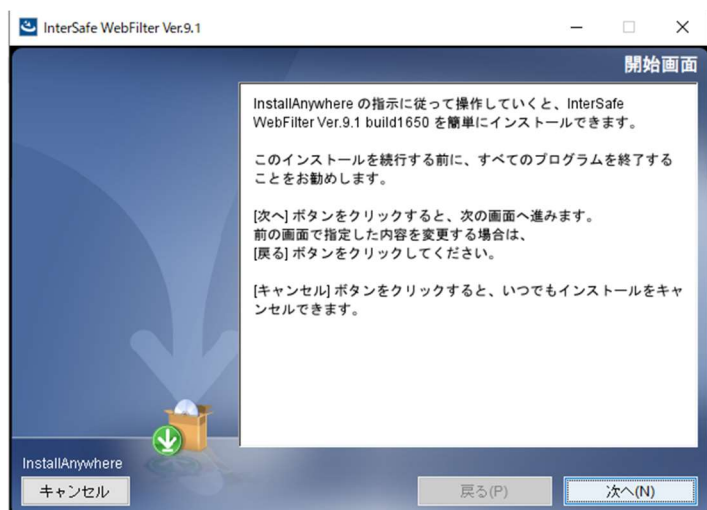 InterSafe WebFilter Ver.9.1
開始画面
InstallAnywhere の指示に従って操作していくと、InterSafe
WebFilter Ver.9.1 build1650 を簡単にインストールできます。
このインストールを続行する前に、すべてのプログラムを終了する
ことをお勧めします。
[次へ] ボタンをクリックすると、次の画面へ進みます。
前の画面で指定した内容を変更する場合は、
[戻る] ボタンをクリックしてください。
[キャンセル] ボタンをクリックすると、いつでもインストールをキャ
ンセルできます。
InstallAnywhere
キャンセル
戻る(P)
次へ(N)